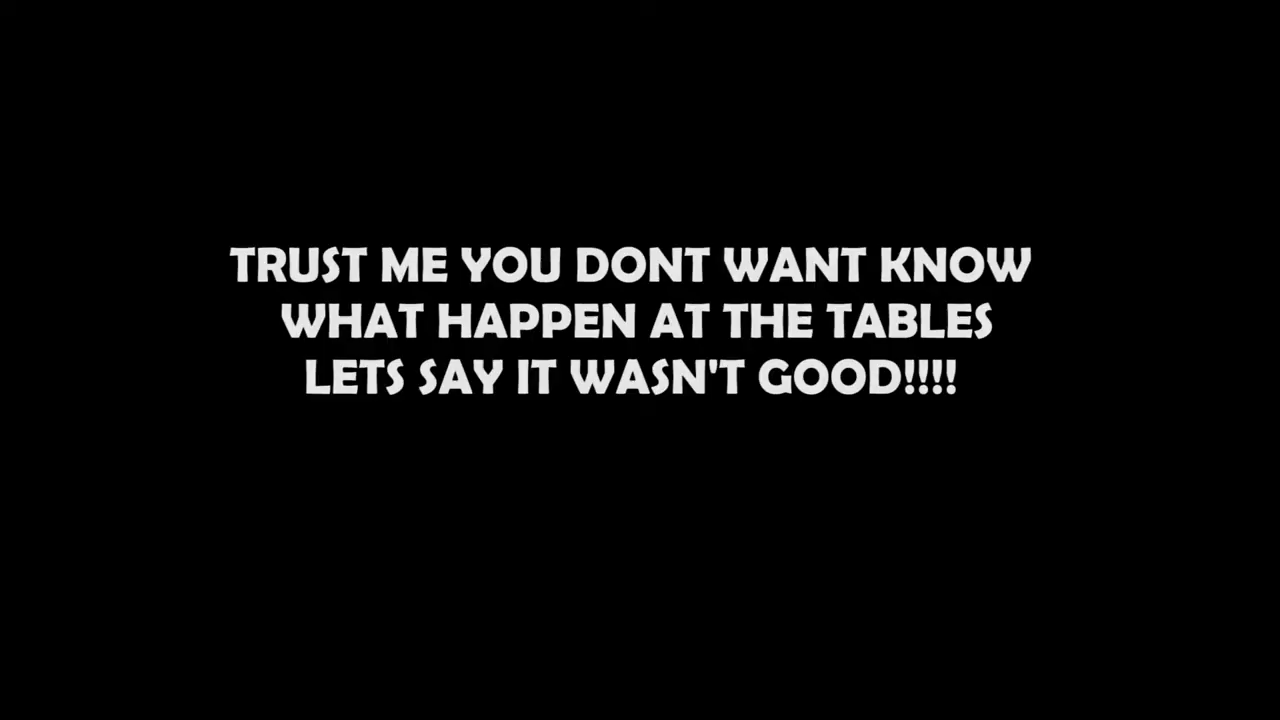 TRUST ME YOU DONT WANT KNOW
WHAT HAPPEN AT THE TABLES
LETS SAY IT WASN'T GOOD!!!!